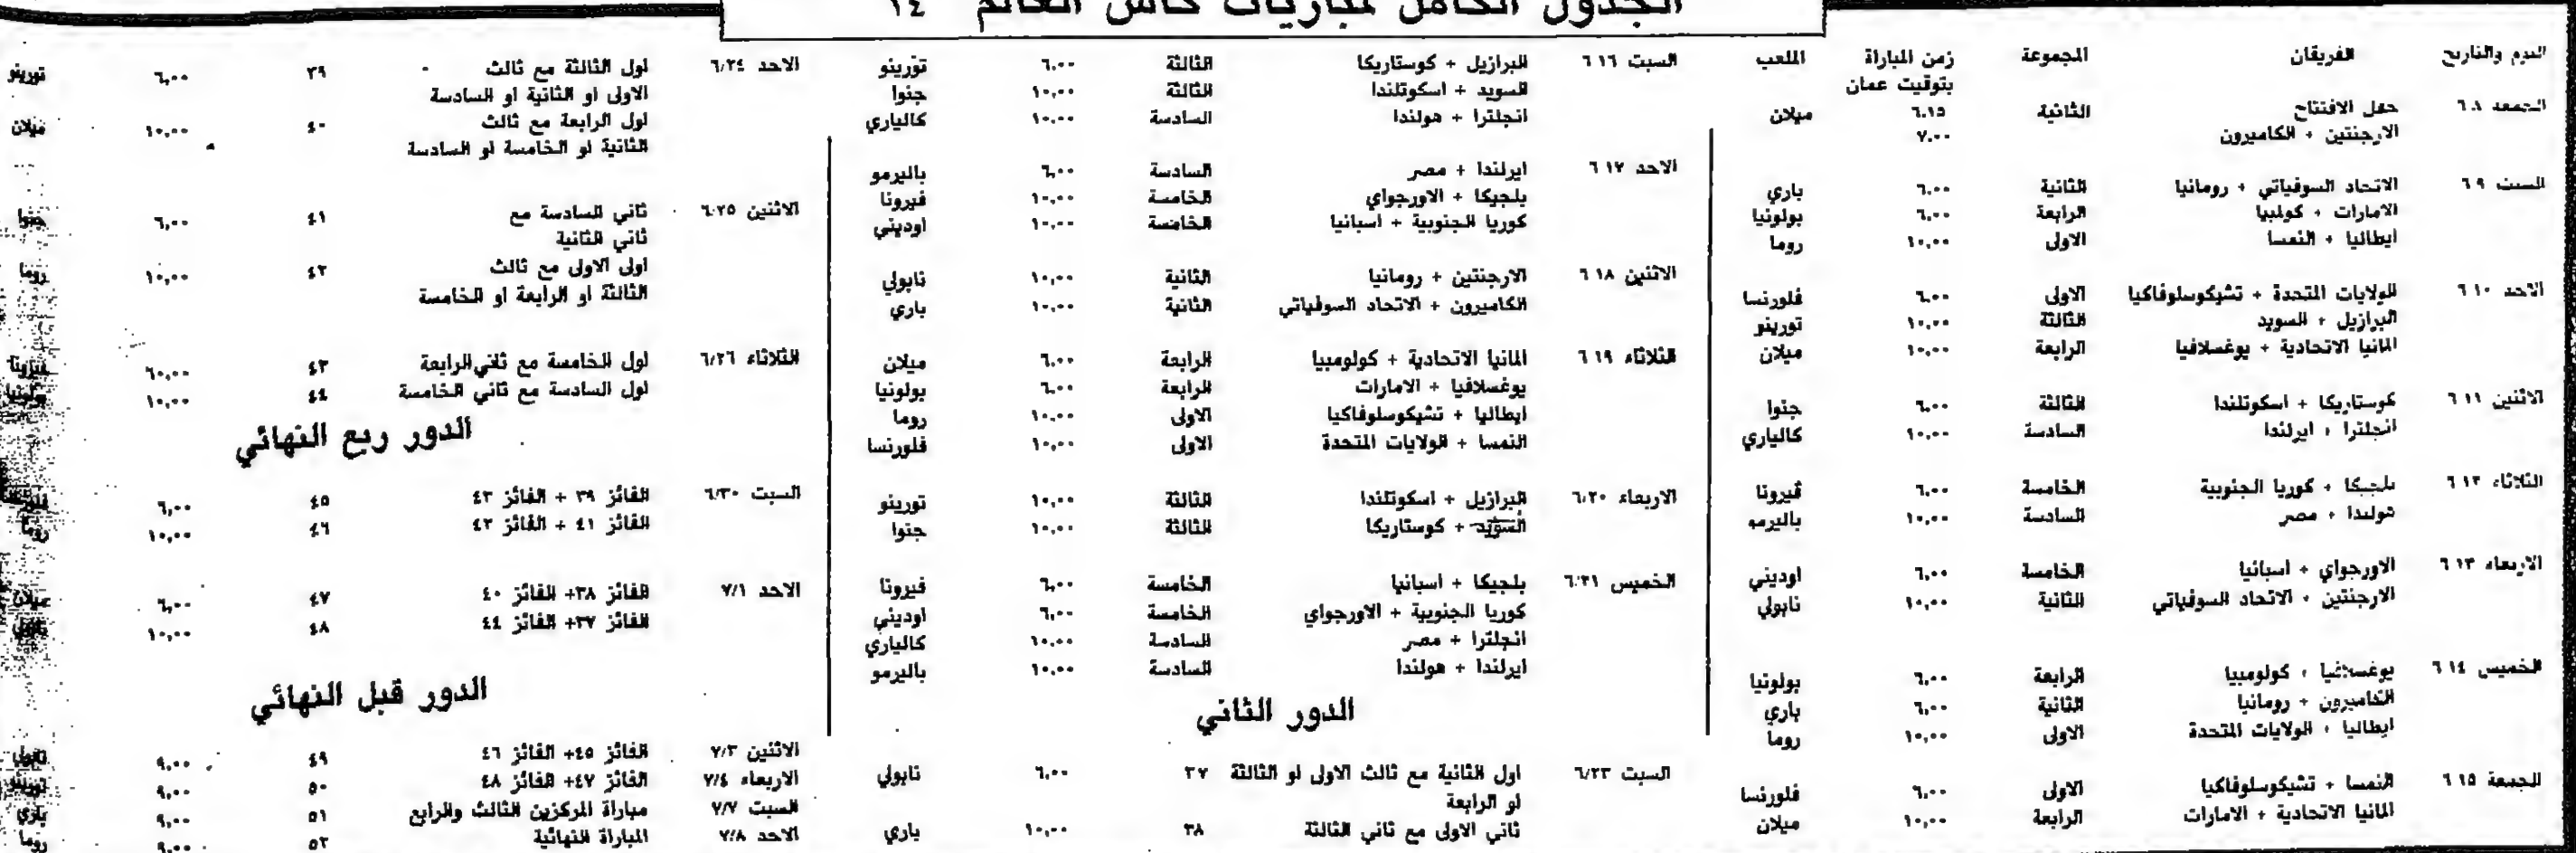 الجدول الكامل لمباريات كاس العالم ١٤
اليوم والتاريخ الفريقان المجموعة زمن المباراة الملعب
بتوقيت عمان
الجمعه ٦٠٨ حفل الافتتاح الثانية ٦،١٥ ميلان
الارجنتين + الكاميرون ٧،٠٠
السبت ٦٠٩ الاتحاد السوفياتي + رومانيا الثانية ٦،٠٠ باري
الامارات + كولمبيا الرابعة ٦،٠٠ بولونيا
ايطاليا + النمسا الاولى ١٠،٠٠ روما
الاحد ٦٠١٠ الولايات المتحدة + تشيكوسلوفاكيا الاولى ٦،٠٠ فلورنسا
البرازيل + السويد الثالثة ١٠،٠٠ تورينو
المانيا الاتحادية + يوغسلافيا الرابعة ١٠،٠٠ ميلان
الاثنين ٦٠١١ كوستاريكا + اسكوتلندا الثالثة ٦،٠٠ جنوا
انجلترا + ايرلندا السادسة ١٠،٠٠ كالياري
الثلاثاء ٦٠١٢ بلجيكا + كوريا الجنوبية الخامسة ٦،٠٠ فيرونا
هولندا + مصر السادسة ١٠،٠٠ باليرمو
الاربعاء ٦٠١٣ الاورجواي + اسبانيا الخامسة ٦،٠٠ اوديني
الارجنتين + الاتحاد السوفياتي الثانية ١٠،٠٠ نابولي
الخميس ٦٠١٤ يوغسلافيا + كولومبيا الرابعة ٦،٠٠ بولونيا
الكاميرون + رومانيا الثانية ٦،٠٠ باري
ايطاليا + الولايات المتحدة الاولى ١٠،٠٠ روما
الجمعة ٦٠١٥ النمسا + تشيكوسلوفاكيا الاولى ٦،٠٠ فلورنسا
المانيا الاتحادية + الامارات الرابعة ١٠،٠٠ ميلان
السبت ٦٠١٦ البرازيل + كوستاريكا الثالثة ٦،٠٠ تورينو
السويد + اسكوتلندا الثالثة ١٠،٠٠ جنوا
انجلترا + هولندا السادسة ١٠،٠٠ كالياري
الاحد ٦٠١٧ ايرلندا + مصر السادسة ٦،٠٠ باليرمو
بلجيكا + الاورجواي الخامسة ١٠،٠٠ فيرونا
كوريا الجنوبية + اسبانيا الخامسة ١٠،٠٠ اوديني
الاثنين ٦٠١٨ الارجنتين + رومانيا الثانية ١٠،٠٠ نابولي
الكاميرون + الاتحاد السوفياتي الثانية ١٠،٠٠ باري
الثلاثاء ٦٠١٩ المانيا الاتحادية + كولومبيا الرابعة ٦،٠٠ ميلان
يوغسلافيا + الامارات الرابعة ٦،٠٠ بولونيا
ايطاليا + تشيكوسلوفاكيا الاولى ١٠،٠٠ روما
النمسا + الولايات المتحدة الاولى ١٠،٠٠ فلورنسا
الاربعاء ٦/٢٠ البرازيل + اسكوتلندا الثالثة ١٠،٠٠ تورينو
السويد + كوستاريكا الثالثة ١٠،٠٠ جنوا
الخميس ٦/٢١ بلجيكا + اسبانيا الخامسة ٦،٠٠ فيرونا
كوريا الجنوبية + الاورجواي الخامسة ٦،٠٠ اوديني
انجلترا + مصر السادسة ١٠،٠٠ كالياري
ايرلندا + هولندا السادسة ١٠،٠٠ باليرمو
الدور الثاني
السبت ٦/٢٣ اول الثانية مع ثالث الاولى او الثالثة ٣٧ ٦،٠٠ نابولي
او الرابعة
ثاني الاولى مع ثاني الثالثة ٣٨ ١٠،٠٠ باري
الاحد ٦/٢٤ اول الثالثة مع ثالث ٣٩ ٦،٠٠ تورينو
الاولى او الثانية او السادسة
اول الرابعة مع ثالث ٤٠ ١٠،٠٠ ميلان
الثانية او الخامسة او السادسة
الاثنين ٦/٢٥ ثاني السادسة مع ٤١ ٦،٠٠ جنوا
ثاني الثانية
اولى الاولى مع ثالث ٤٢ ١٠،٠٠ روما
الثالثة او الرابعة او الخامسة
الثلاثاء ٦/٢٦ اول الخامسة مع ثاني الرابعة ٤٣ ٦٠،٠٠ فيرونا
اول السادسة مع ثاني الخامسة ٤٤ ١٠،٠٠ بولونيا
الدور ربع النهائي
السبت ٦/٣٠ الفائز ٣٩ + الفائز ٤٣ ٤٥ ٦،٠٠
الفائز ٤١ + الفائز ٤٢ ٤٦ ١٠،٠٠ روما
الاحد ٧/١ الفائز ٣٨+ الفائز ٤٠ ٤٧ ٦،٠٠ ميلان
الفائز ٣٧+ الفائز ٤٤ ٤٨ ١٠،٠٠ نابولي
الدور قبل النهائي
الاثنين ٧/٣ الفائز ٤٥+ الفائز ٤٦ ٤٩ ٩،٠٠ نابولي
الاربعاء ٧/٤ الفائز ٤٧+ الفائز ٤٨ ٥٠ ٩،٠٠ تورينو
السبت ٧/٧ مباراة المركزين الثالث والرابع ٥١ ٩،٠٠ باري
الاحد ٧/٨ المباراة النهائية ٥٢ ٩،٠٠ روما